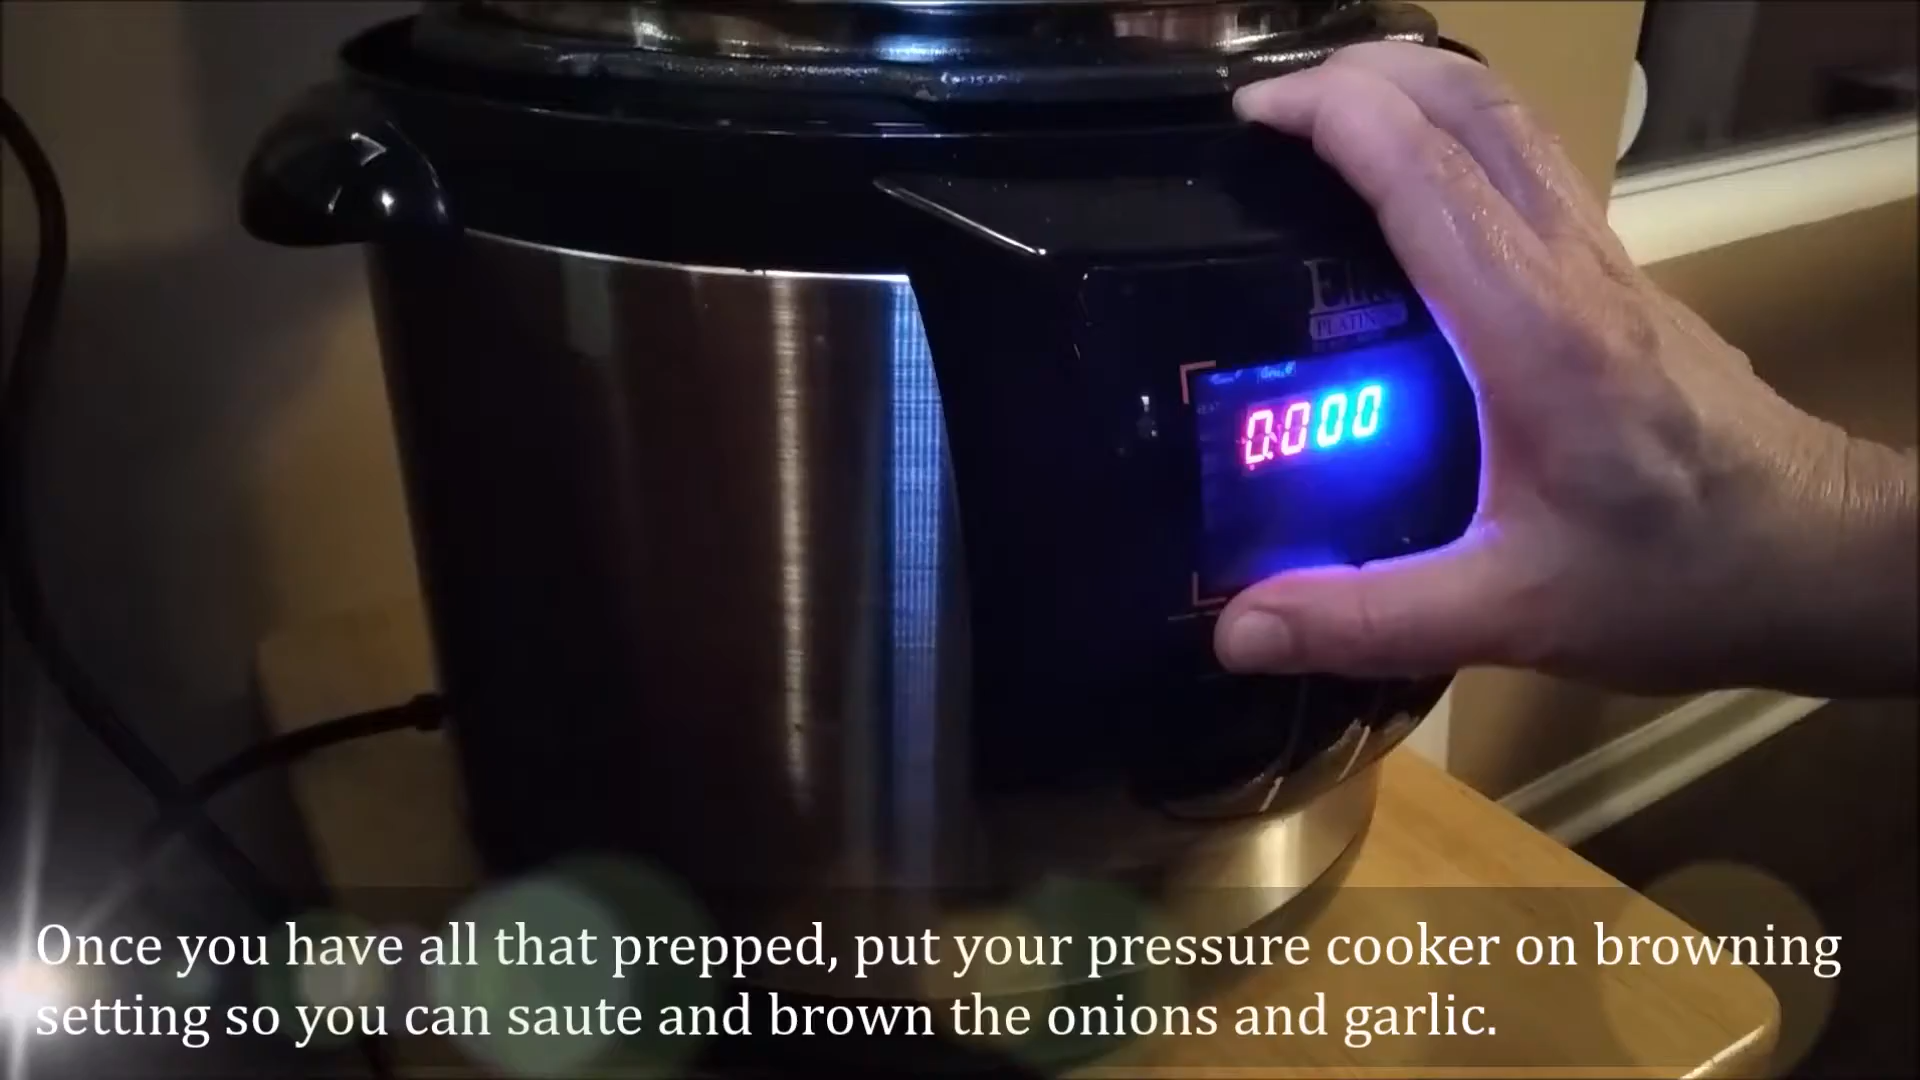 PLATINUM
0.000
Once you have all that prepped, put your pressure cooker on browning
setting so you can saute and brown the onions and garlic.